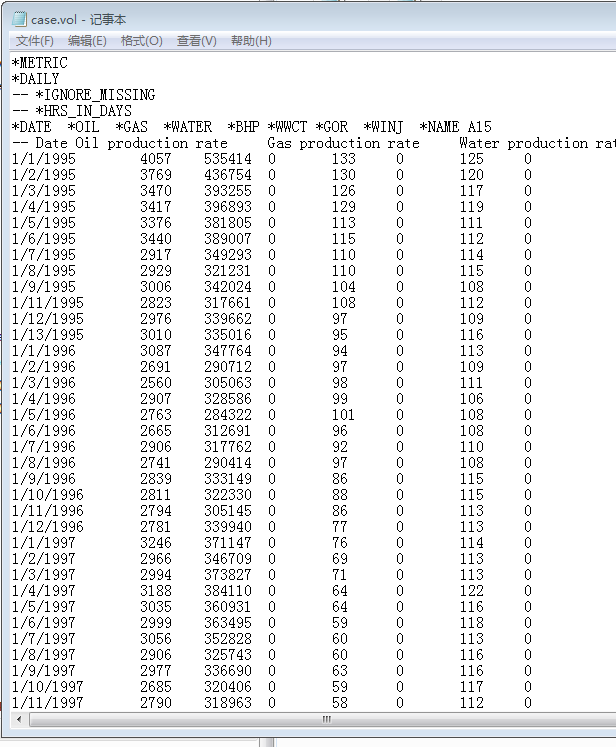 case.vol - 记事本
文件(F) 编辑(E) 格式(O) 查看(V) 帮助(H)
*METRIC
*DAILY
-- *IGNORE_MISSING
-- *HRS_IN_DAYS
*DATE *OIL *GAS *WATER *BHP *WWCT *GOR *WINJ *NAME A15
-- Date Oil production rate Gas production rate Water production rat
1/1/1995 4057 535414 0 133 0 125 0
1/2/1995 3769 436754 0 130 0 120 0
1/3/1995 3470 393255 0 126 0 117 0
1/4/1995 3417 396893 0 129 0 119 0
1/5/1995 3376 381805 0 113 0 111 0
1/6/1995 3440 389007 0 115 0 112 0
1/7/1995 2917 349293 0 110 0 114 0
1/8/1995 2929 321231 0 110 0 115 0
1/9/1995 3006 342024 0 104 0 108 0
1/11/1995 2823 317661 0 108 0 112 0
1/12/1995 2976 339662 0 97 0 109 0
1/13/1995 3010 335016 0 95 0 116 0
1/1/1996 3087 347764 0 94 0 113 0
1/2/1996 2691 290712 0 97 0 109 0
1/3/1996 2560 305063 0 98 0 111 0
1/4/1996 2907 328586 0 99 0 106 0
1/5/1996 2763 284322 0 101 0 108 0
1/6/1996 2665 312691 0 96 0 108 0
1/7/1996 2906 317762 0 92 0 110 0
1/8/1996 2741 290414 0 97 0 108 0
1/9/1996 2839 333149 0 86 0 115 0
1/10/1996 2811 322330 0 88 0 115 0
1/11/1996 2794 305145 0 86 0 113 0
1/12/1996 2781 339940 0 77 0 113 0
1/1/1997 3246 371147 0 76 0 114 0
1/2/1997 2966 346709 0 69 0 113 0
1/3/1997 2994 373827 0 71 0 113 0
1/4/1997 3188 384110 0 64 0 122 0
1/5/1997 3035 360931 0 64 0 116 0
1/6/1997 2999 363495 0 59 0 118 0
1/7/1997 3056 352828 0 60 0 113 0
1/8/1997 2906 325743 0 60 0 116 0
1/9/1997 2977 336690 0 63 0 116 0
1/10/1997 2685 320406 0 59 0 117 0
1/11/1997 2790 318963 0 58 0 112 0